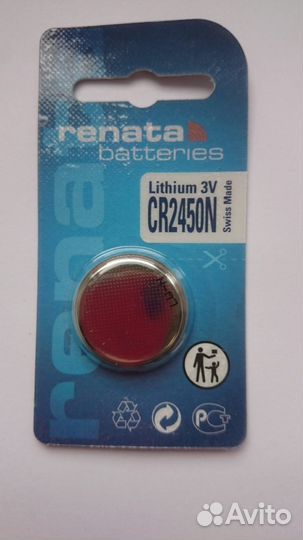 renata
batteries
Lithium 3V
CR2450N
Swiss Made
renata
Avito